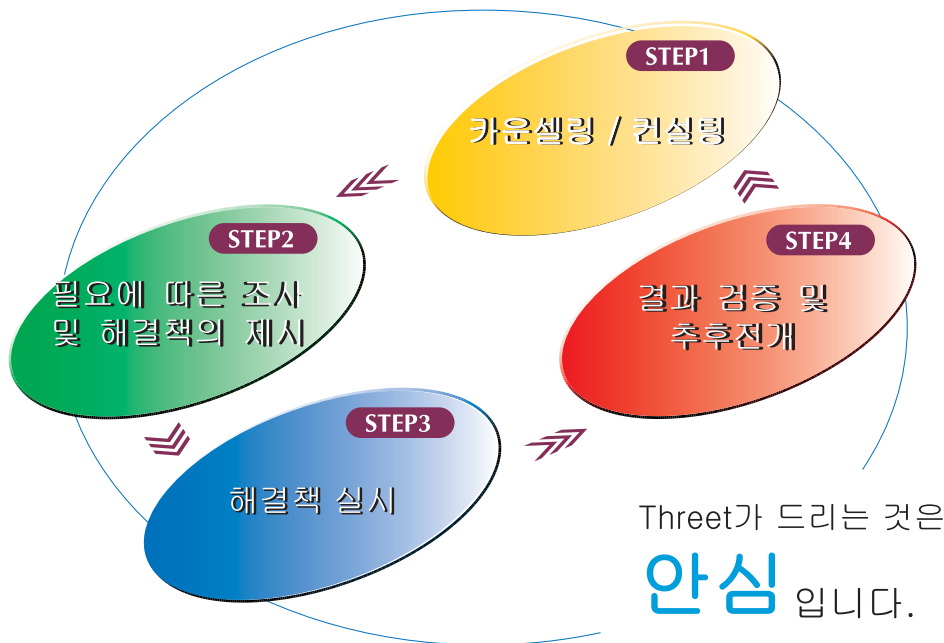 STEP1
카운셀링 / 컨설팅
STEP2
필요에 따른 조사
및 해결책의 제시
STEP3
해결책 실시
STEP4
결과 검증 및
추후전개
Threet가 드리는 것은
안심 입니다.